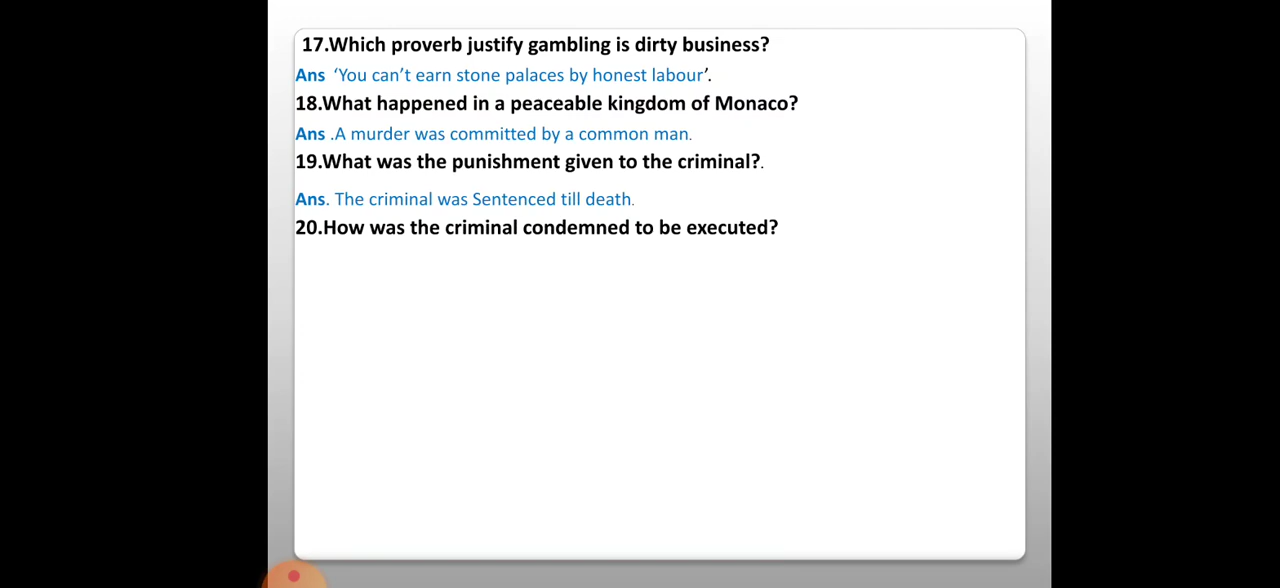 17.Which proverb justify gambling is dirty business?
Ans ‘You can’t earn stone palaces by honest labour’.
18.What happened in a peaceable kingdom of Monaco?
Ans .A murder was committed by a common man.
19.What was the punishment given to the criminal?.
Ans. The criminal was Sentenced till death.
20.How was the criminal condemned to be executed?